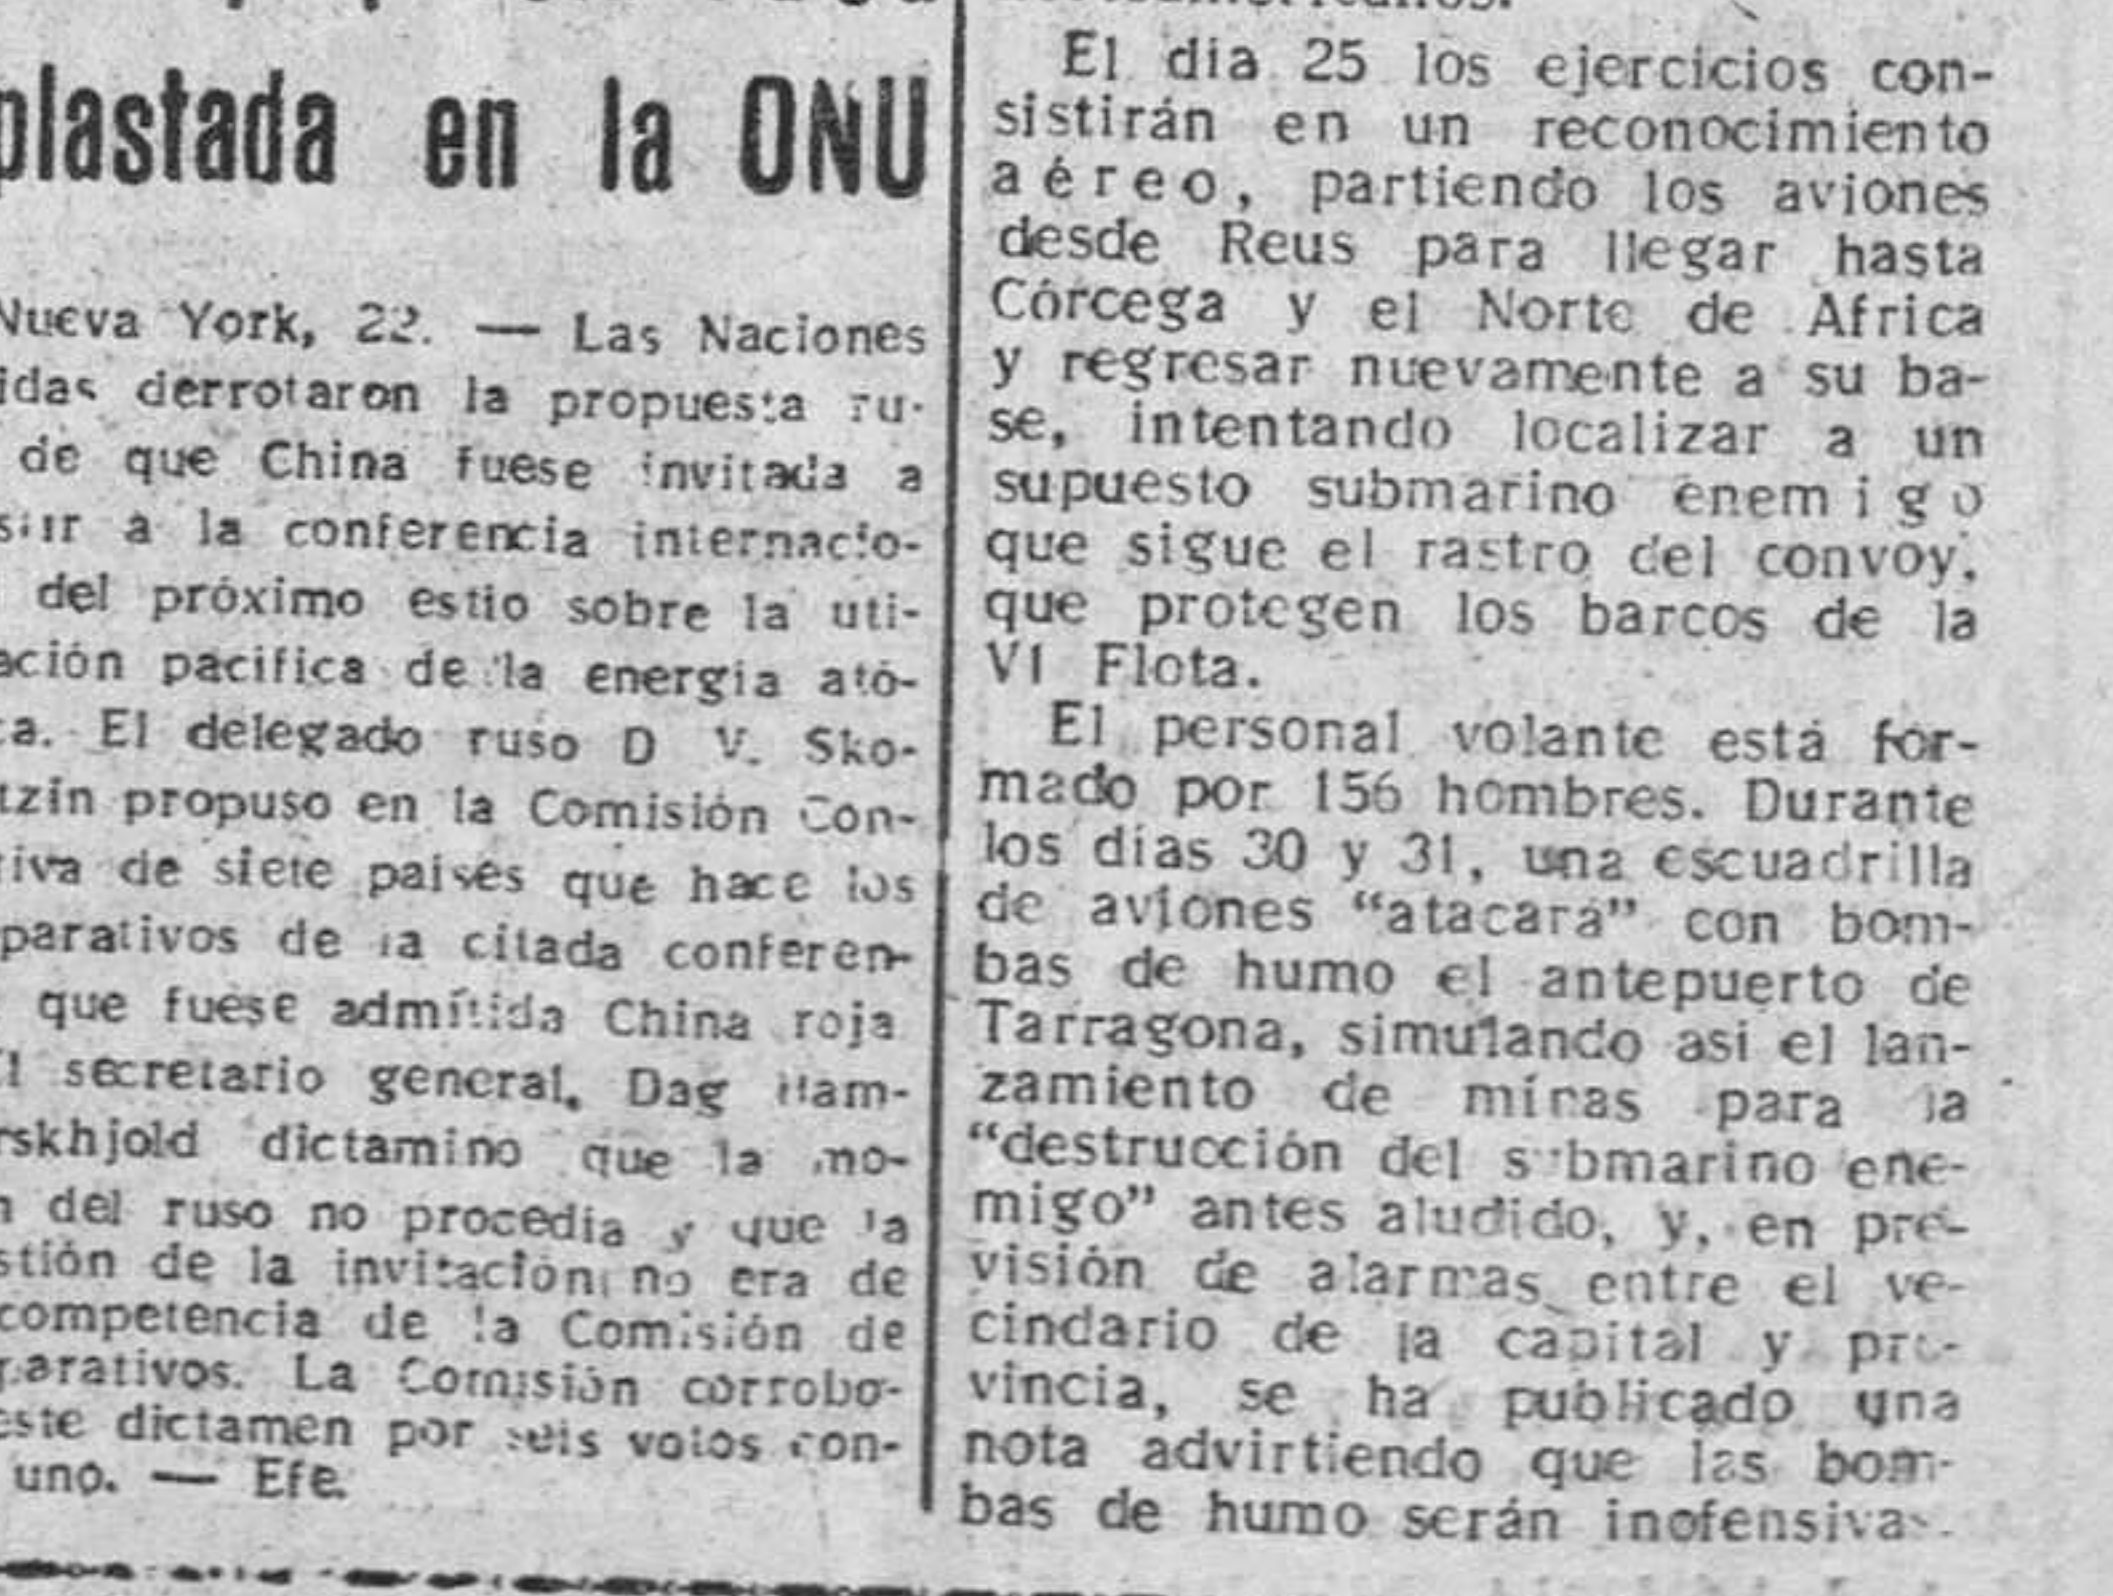 plastada en la ONU
Nueva York, 22. — Las Naciones
idas derrotaron la propuesta ru-
de que China fuese invitada a
sıır a la conferencia internacio-
del próximo estio sobre la uti-
ación pacifica de la energia ató-
ca. El delegado ruso D V. Sko-
tzin propuso en la Comisión Con-
tiva de siete paises que hace los
parativos de la citada conferen-
que fuese admitida China roja
El secretario general, Dag Ham-
rskhjold dictamino que la mo-
n del ruso no procedia y que la
stión de la invitación no era de
competencia de la Comisión de
parativos. La Comisión corrobo-
este dictamen por seis votos con-
uno. — Efe.
El dia 25 los ejercicios con-
sistirán en un reconocimiento
aéreo, partiendo los aviones
desde Reus para llegar hasta
Córcega y el Norte de Africa
y regresar nuevamente a su ba-
se, intentando localizar a un
supuesto submarino enemigo
que sigue el rastro del convoy,
que protegen los barcos de la
VI Flota.
El personal volante está for-
mado por 156 hombres. Durante
los días 30 y 31, una escuadrilla
de aviones “atacará” con bom-
bas de humo el antepuerto de
Tarragona, simulando asi el lan-
zamiento de minas para la
“destrucción del submarino ene-
migo” antes aludido, y, en pre-
visión de alarmas entre el ve-
cindario de la capital y pro-
vincia, se ha publicado una
nota advirtiendo que las bom-
bas de humo serán inofensivas.